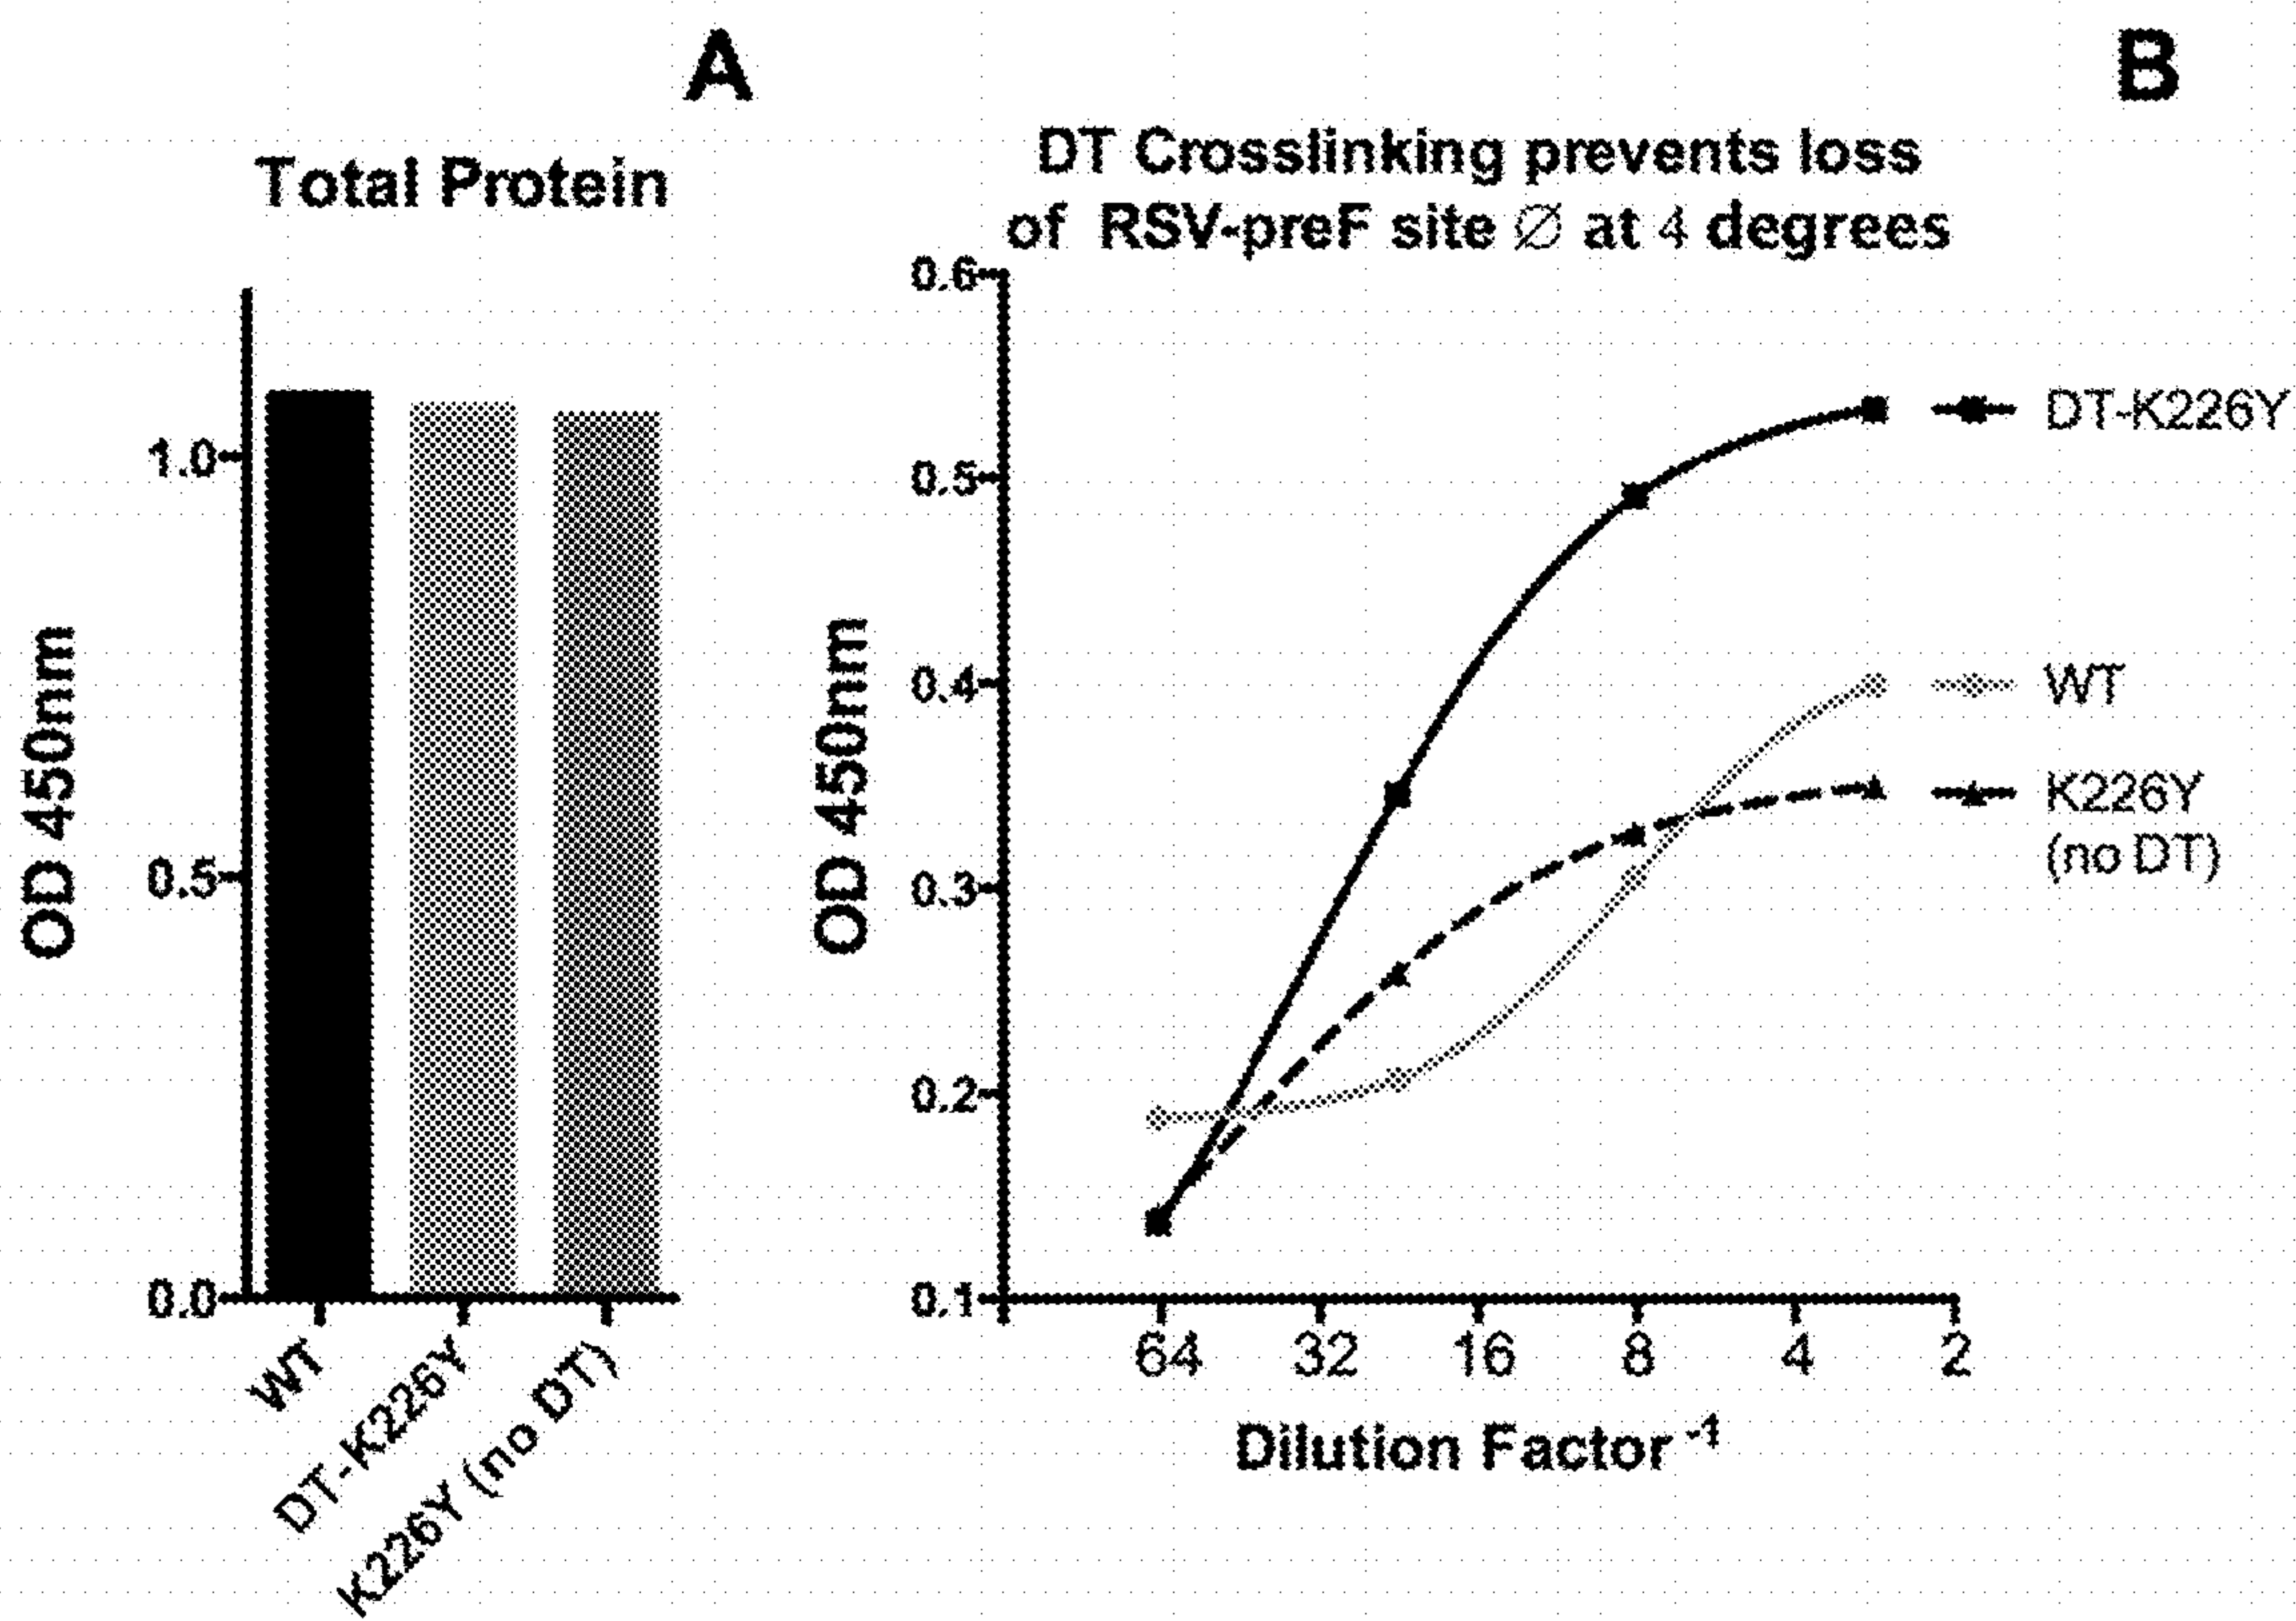 A
Total Protein
OD 450nm
1.0
0.5
0.0
WT
DT-K226Y
K226Y (no DT)
B
DT Crosslinking prevents loss
of RSV-preF site ∅ at 4 degrees
OD 450nm
0.6
0.5
0.4
0.3
0.2
0.1
64 32 16 8 4 2
Dilution Factor -1
DT-K226Y
WT
K226Y
(no DT)